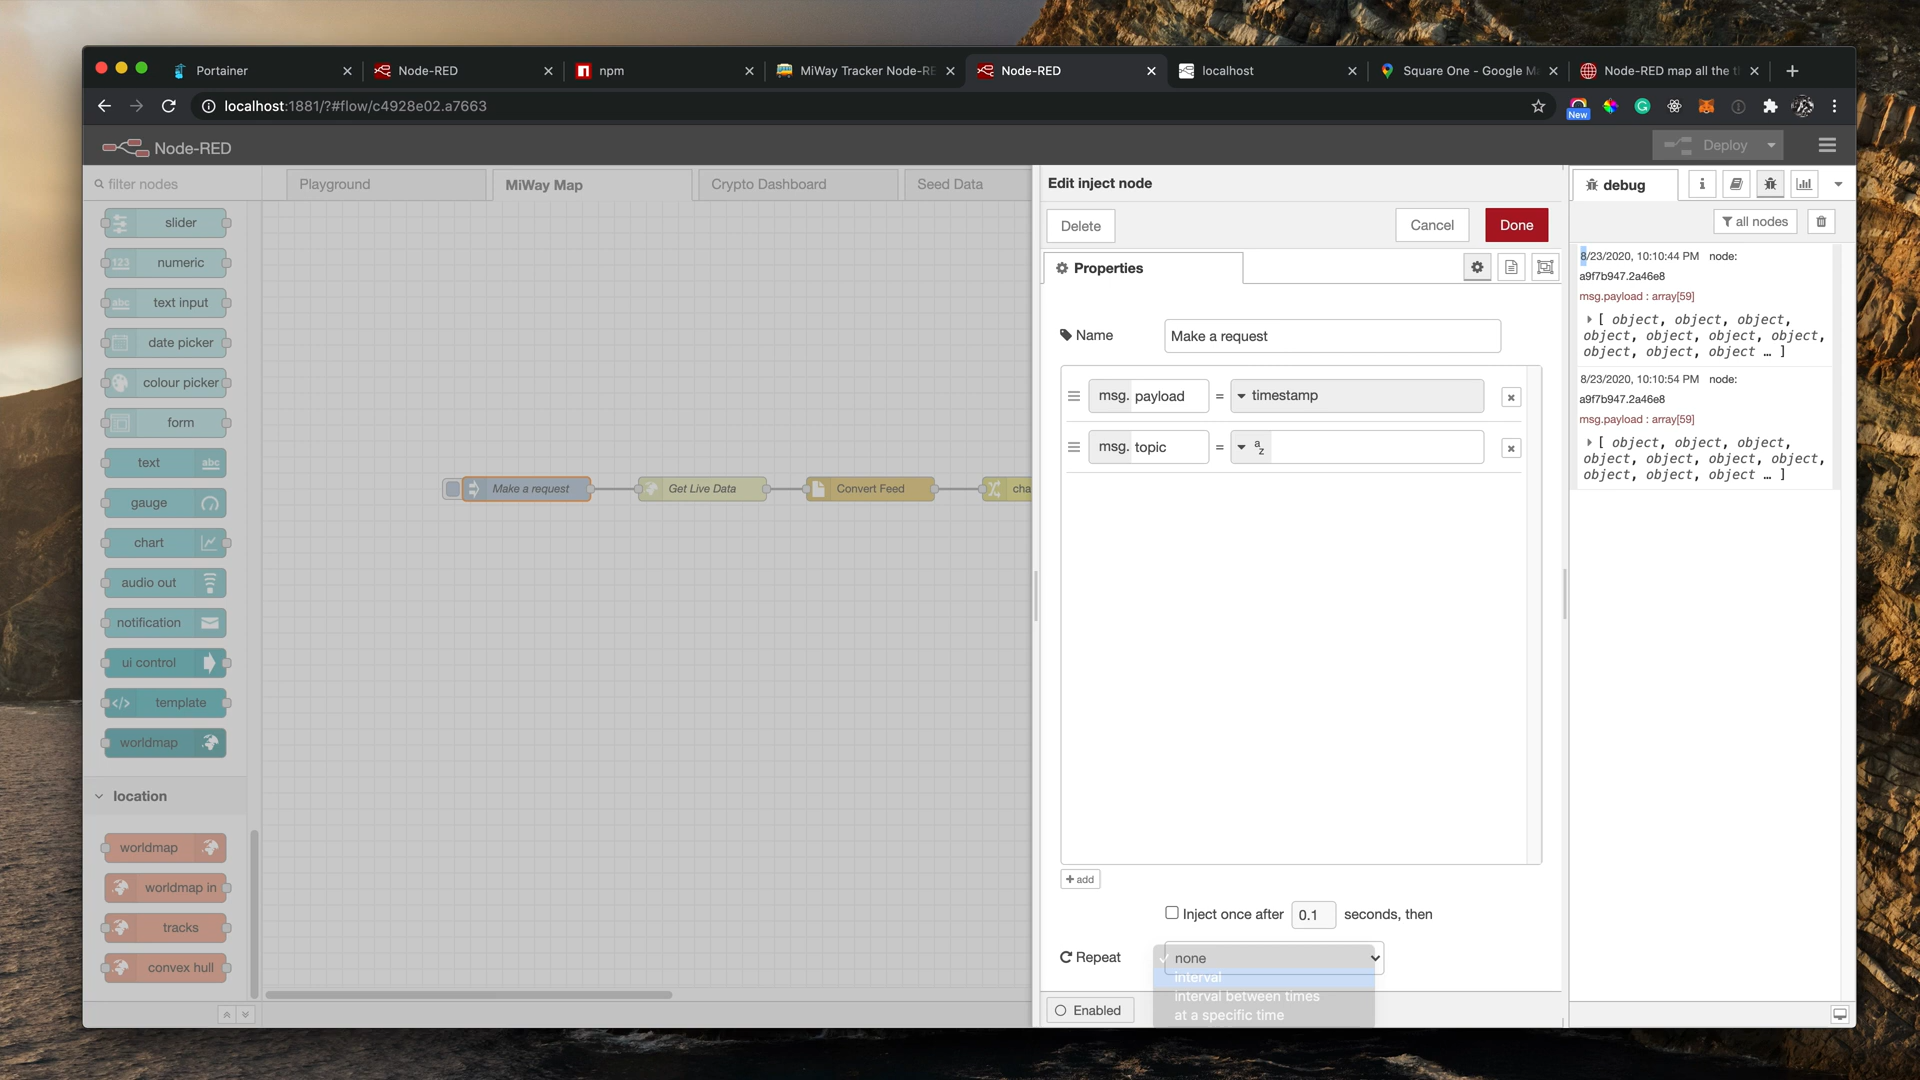 Portainer
Node-RED
npm
MiWay Tracker Node-RE
Node-RED
localhost
Square One - Google M
Node-RED map all the t
localhost:1881/?#flow/c4928e02.a7663
New
Node-RED
Deploy
filter nodes
Playground
MiWay Map
Crypto Dashboard
Seed Data
slider
123 numeric
abc text input
date picker
colour picker
form
text abc
gauge
chart
audio out
notification
ui control
</> template
worldmap
location
worldmap
worldmap in
tracks
convex hull
Make a request
Get Live Data
Convert Feed
cha
Edit inject node
Delete
Cancel
Done
Properties
Name
Make a request
msg. payload = timestamp
msg. topic = a z
+ add
Inject once after 0.1 seconds, then
Repeat
none
interval
interval between times
at a specific time
Enabled
debug
i
all nodes
8/23/2020, 10:10:44 PM node:
a9f7b947.2a46e8
msg.payload : array[59]
[ object, object, object,
object, object, object, object,
object, object, object … ]
8/23/2020, 10:10:54 PM node:
a9f7b947.2a46e8
msg.payload : array[59]
[ object, object, object,
object, object, object, object,
object, object, object … ]